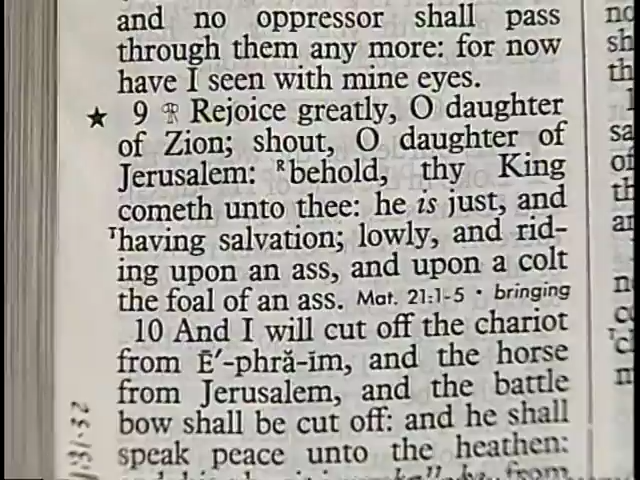 and no oppressor shall pass
through them any more: for now
have I seen with mine eyes.
★ 9 Rejoice greatly, O daughter
of Zion; shout, O daughter of
Jerusalem: ᴿbehold, thy King
cometh unto thee: he is just, and
ᵀhaving salvation; lowly, and rid-
ing upon an ass, and upon a colt
the foal of an ass. Mat. 21:1-5 · bringing
10 And I will cut off the chariot
from Ē′-phră-ĭm, and the horse
from Jerusalem, and the battle
bow shall be cut off: and he shall
speak peace unto the heathen: